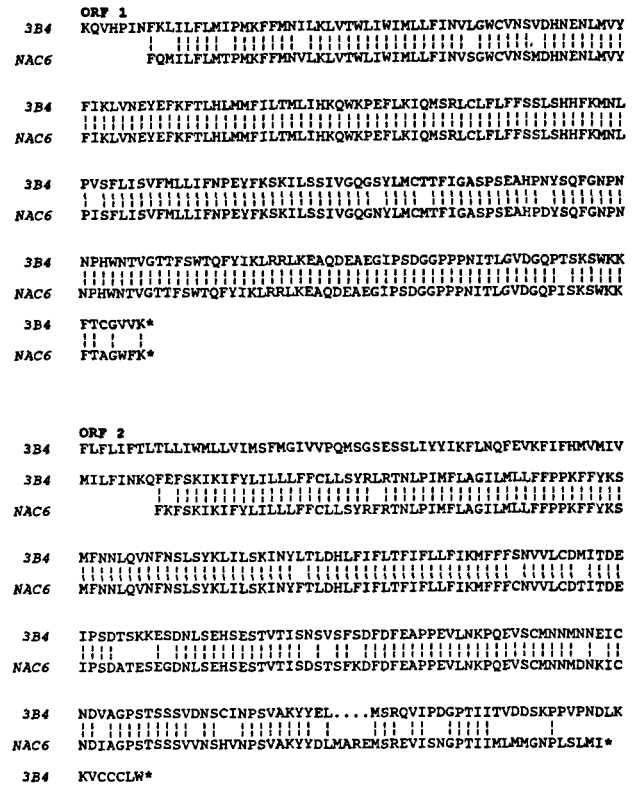 ORF 1
3B4 KQVHPINFKLILFLMIPMKFFMNILKLVTWLIWIMLLFINVLGWCVNSVDHNENLMVY
NAC6 FQMILFLMTPMKFFMNVLKLVTWLIWIMLLFINVSGWCVNSMDHNENLMVY
3B4 FIKLVNEYEFKFTLHLMMFILTMLIHKQWKPEFLKIQMSRLCLFLFFSSLSHHFKMNL
NAC6 FIKLVNEYEFKFTLHLMMFILTMLIHKQWKPEFLKIQMSRLCLFLFFSSLSHHFKMNL
3B4 PVSFLISVFMLLIFNPEYFKSKILSSIVGQGSYLMCTTFIGASPSEAHPNYSQFGNPN
NAC6 PISFLISVFMLLIFNPEYFKSKILSSIVGQGNYLMCMTFIGASPSEAHPDYSQFGNPN
3B4 NPHWNTVGTTFSWTQFYIKLRRLKEAQDEAEGIPSDGGPPPNITLGVDGQPTSKSWKK
NAC6 NPHWNTVGTTFSWTQFYIKLRRLKEAQDEAEGIPSDGGPPPNITLGVDGQPISKSWKK
3B4 FTCGVVK*
NAC6 FTAGWFK*
ORF 2
3B4 FLFLIFTLTLLIWMLLVIMSFMGIVVPQMSGSESSLIYYIKFLNQFEVKFIFHMVMIV
3B4 MILFINKQFEFSKIKIFYLILLLFFCLLSYRLRTNLPIMFLAGILMLLFFPPKFFYKS
NAC6 FKFSKIKIFYLILLLFFCLLSYRFRTNLPIMFLAGILMLLFFPPKFFYKS
3B4 MFNNLQVNFNSLSYKLILSKINYLTLDHLFIFLTFIFLLFIKMFFFSNVVLCDMITDE
NAC6 MFNNLQVNFNSLSYKLILSKINYFTLDHLFIFLTFIFLLFIKMFFFCNVVLCDTITDE
3B4 IPSDTSKKESDNLSEHSESTVTISNSVSFSDFDFEAPPEVLNKPQEVSCMNNMNNEIC
NAC6 IPSDATESEGDNLSEHSESTVTISDSTSFKDFDFEAPPEVLNKPQEVSCMNNMDNKIC
3B4 NDVAGPSTSSSVDNSCINPSVAKYYEL....MSRQVIPDGPTIITVDDSKPPVPNDLK
NAC6 NDIAGPSTSSSVVNSHVNPSVAKYYDLMAREMSREVISNGPTIIMLMMGNPLSLMI*
3B4 KVCCCLW*